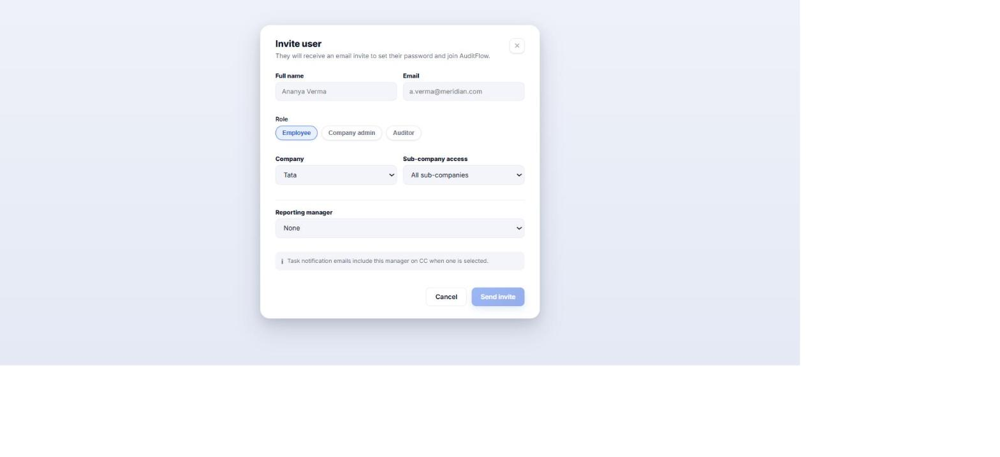 Invite user
They will receive an email invite to set their password and join AuditFlow.
Full name Email
Ananya Verma a.verma@meridian.com
Role
Employee Company admin Auditor
Company Sub-company access
Tata All sub-companies
Reporting manager
None
i Task notification emails include this manager on CC when one is selected.
Cancel Send invite